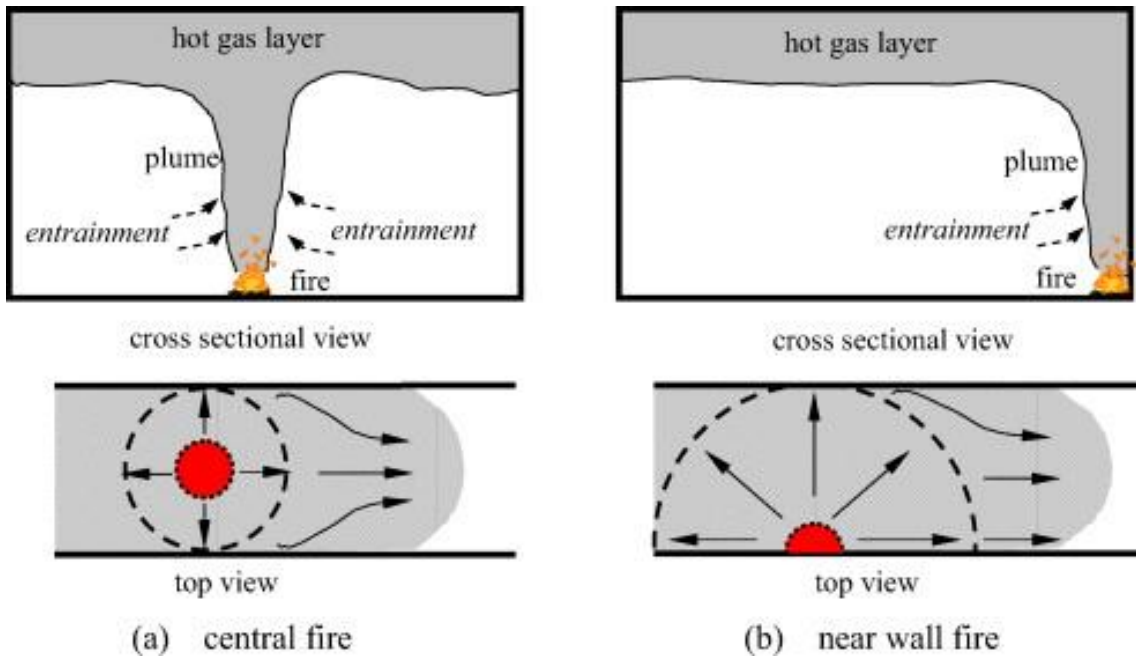 hot gas layer
plume
entrainment
entrainment
fire
cross sectional view
top view
(a) central fire
hot gas layer
plume
entrainment
fire
cross sectional view
top view
(b) near wall fire